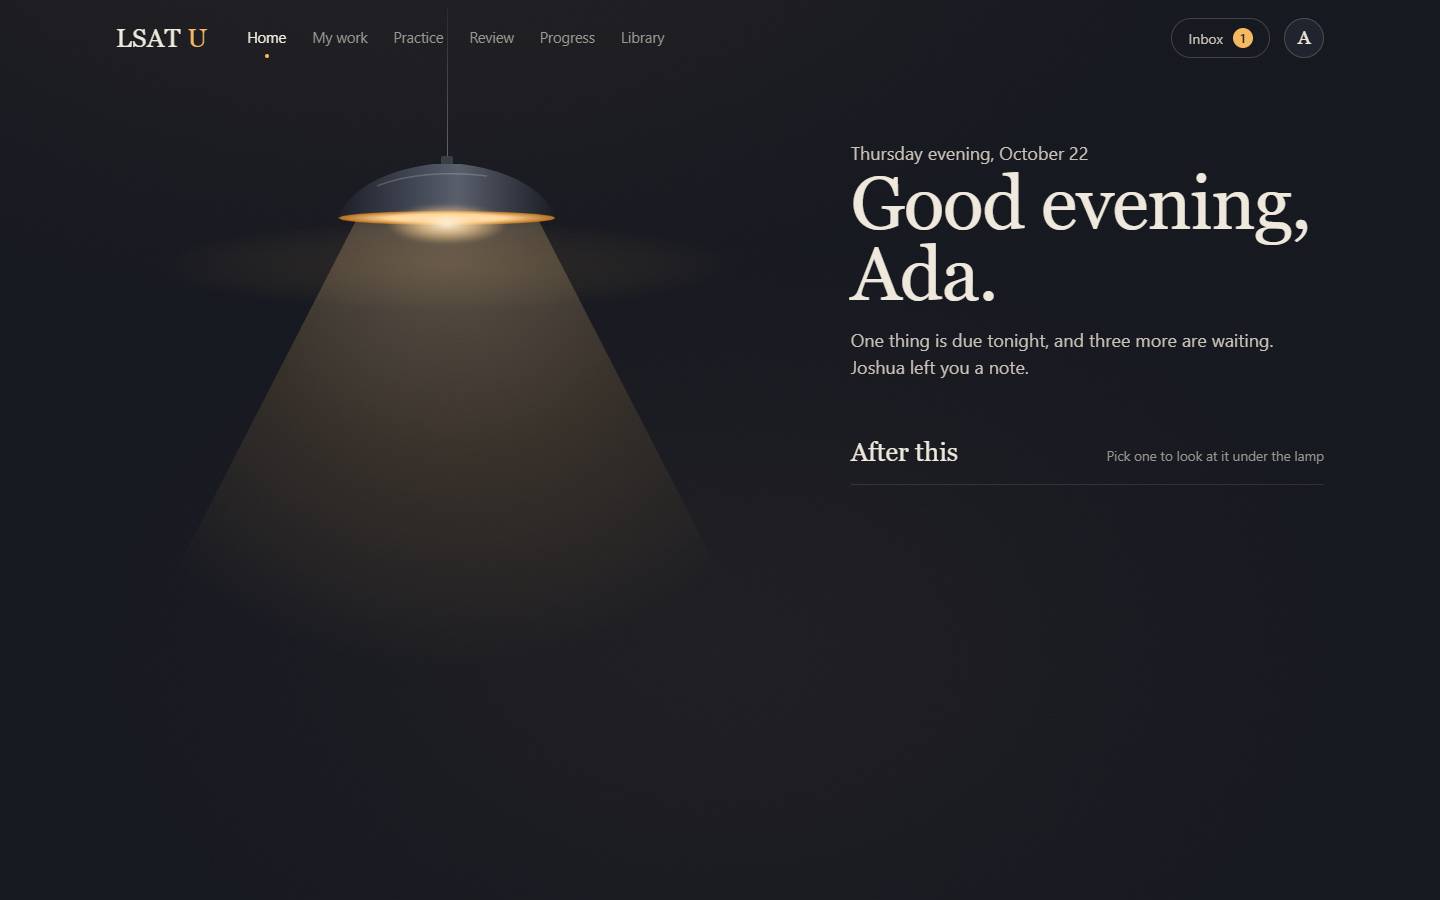 LSAT U
Home
My work
Practice
Review
Progress
Library
Inbox 1
A
Thursday evening, October 22
Good evening,
Ada.
One thing is due tonight, and three more are waiting.
Joshua left you a note.
After this
Pick one to look at it under the lamp